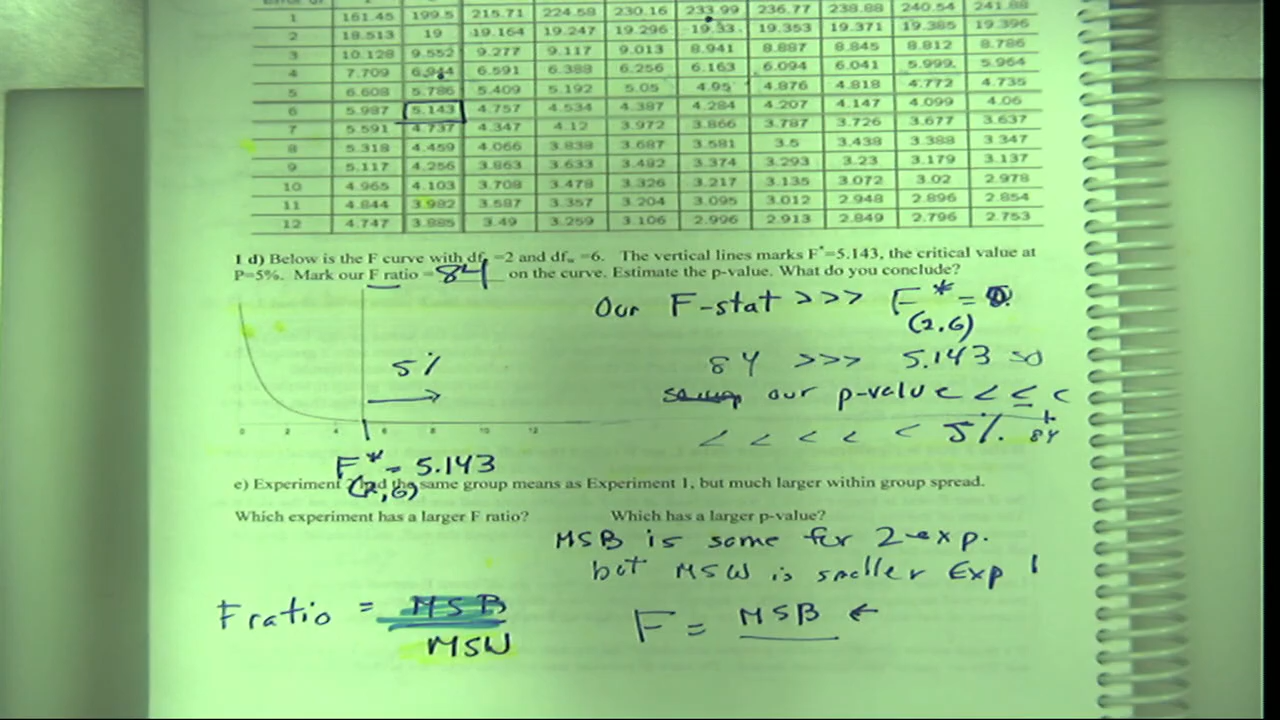 1 161.45 199.5 215.71 224.58 230.16 233.99 236.77 238.88 240.54 241.88
2 18.513 19 19.164 19.247 19.296 19.33 19.353 19.371 19.385 19.396
3 10.128 9.552 9.277 9.117 9.013 8.941 8.887 8.845 8.812 8.786
4 7.709 6.944 6.591 6.388 6.256 6.163 6.094 6.041 5.999 5.964
5 6.608 5.786 5.409 5.192 5.05 4.95 4.876 4.818 4.772 4.735
6 5.987 5.143 4.757 4.534 4.387 4.284 4.207 4.147 4.099 4.06
7 5.591 4.737 4.347 4.12 3.972 3.866 3.787 3.726 3.677 3.637
8 5.318 4.459 4.066 3.838 3.687 3.581 3.5 3.438 3.388 3.347
9 5.117 4.256 3.863 3.633 3.482 3.374 3.293 3.23 3.179 3.137
10 4.965 4.103 3.708 3.478 3.326 3.217 3.135 3.072 3.02 2.978
11 4.844 3.982 3.587 3.357 3.204 3.095 3.012 2.948 2.896 2.854
12 4.747 3.885 3.49 3.259 3.106 2.996 2.913 2.849 2.796 2.753
1 d) Below is the F curve with df =2 and df =6. The vertical lines marks F*=5.143, the critical value at
P=5%. Mark our F ratio = 84 on the curve. Estimate the p-value. What do you conclude?
Our F-stat >>> F* =
(2,6)
84 >>> 5.143 so
our p-value < < <
< < < < < 5%. 84
5%
0 2 4 6 8 10 12
F* = 5.143
(2,6)
e) Experiment had the same group means as Experiment 1, but much larger within group spread.
Which experiment has a larger F ratio? Which has a larger p-value?
MSB is same for 2 exp.
but MSW is smaller Exp 1
F ratio = MSB
MSW
F = MSB ←